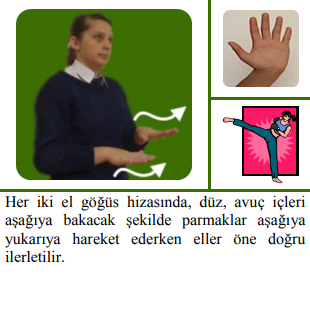 Her iki el göğüs hizasında, düz, avuç içleri
aşağıya bakacak şekilde parmaklar aşağıya
yukarıya hareket ederken eller öne doğru
ilerletilir.